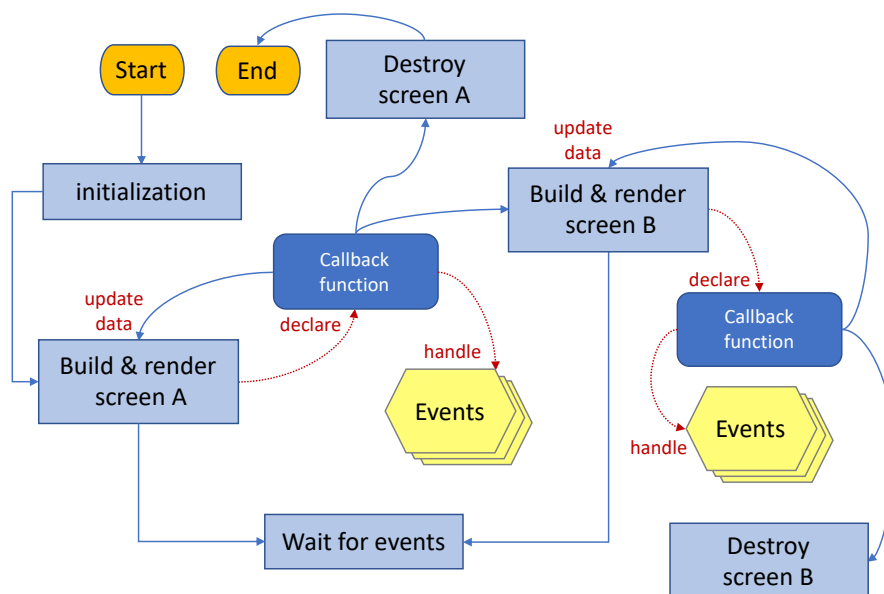 Start
End
Destroy
screen A
update
data
initialization
Build & render
screen B
Callback
function
declare
update
data
declare
Callback
function
handle
Build & render
screen A
Events
Events
handle
Wait for events
Destroy
screen B